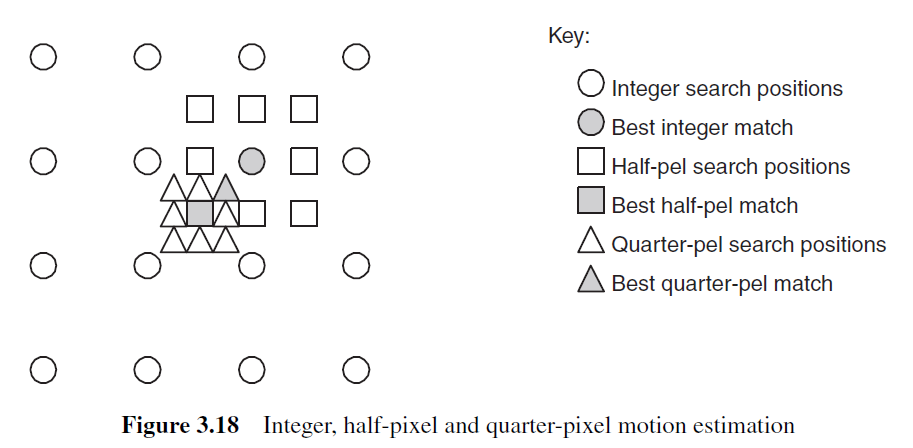 Key:
Integer search positions
Best integer match
Half-pel search positions
Best half-pel match
Quarter-pel search positions
Best quarter-pel match
Figure 3.18 Integer, half-pixel and quarter-pixel motion estimation